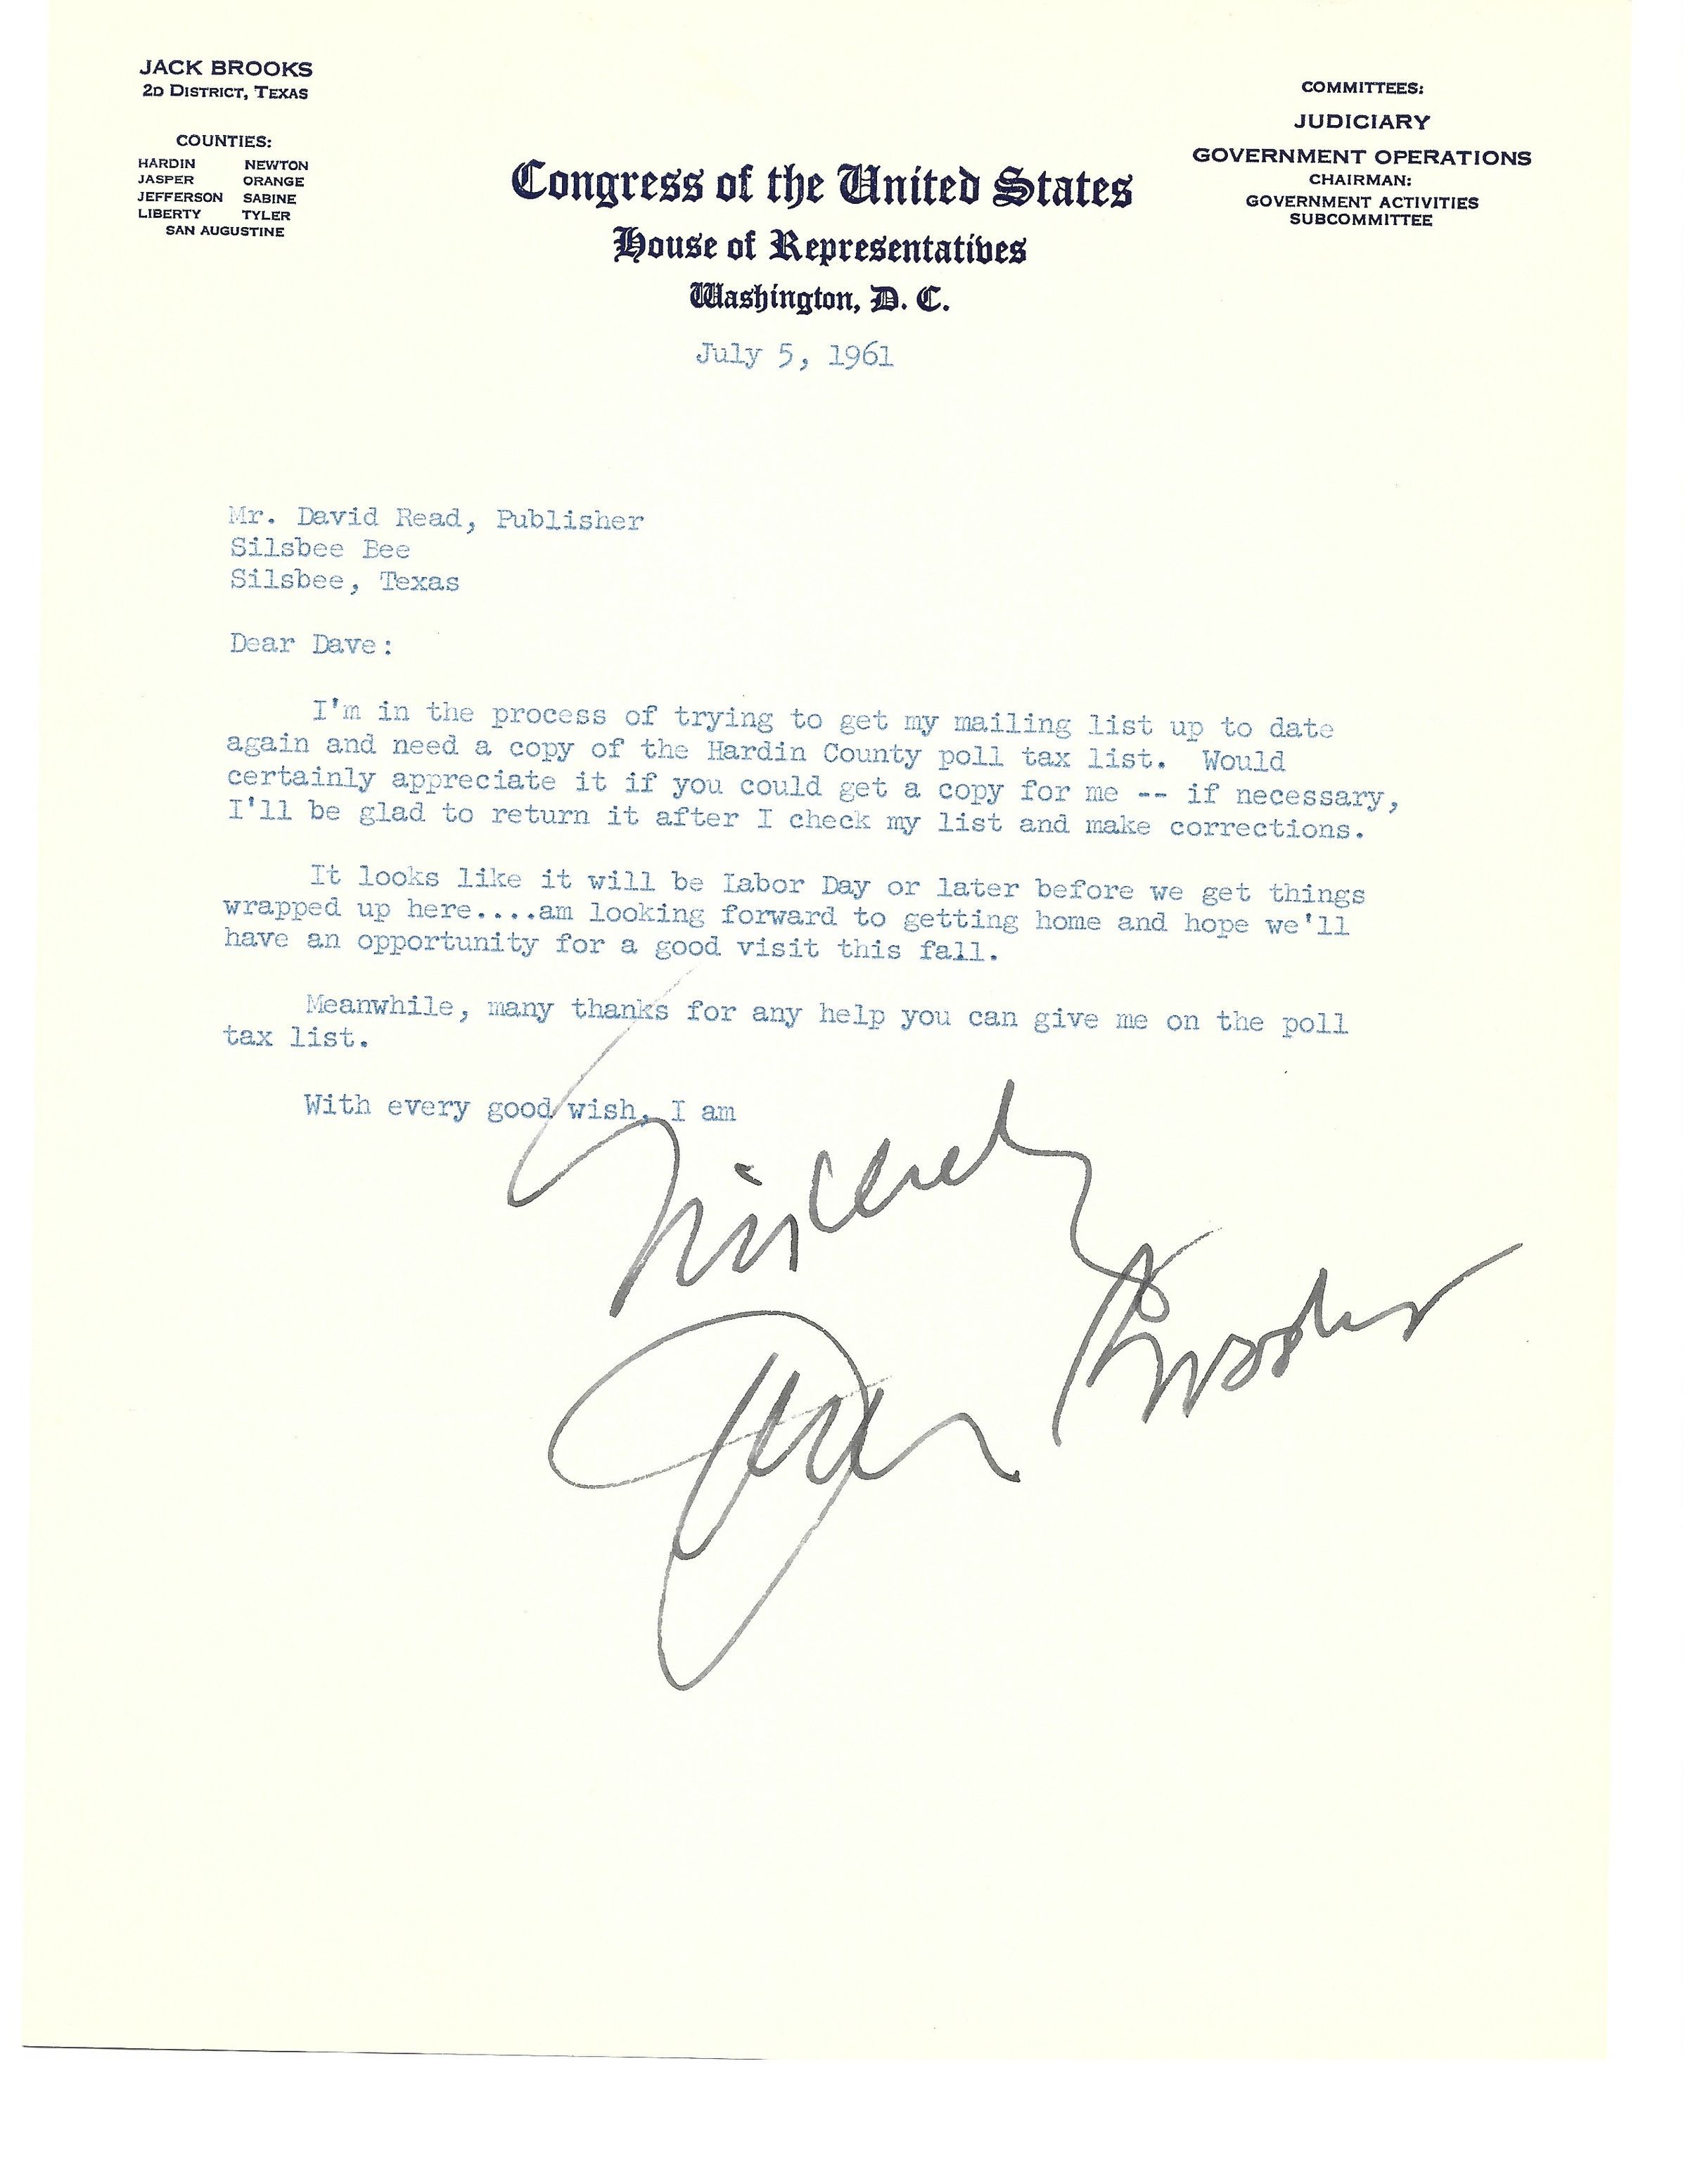 JACK BROOKS
2D DISTRICT, TEXAS
COUNTIES:
HARDIN NEWTON
JASPER ORANGE
JEFFERSON SABINE
LIBERTY TYLER
SAN AUGUSTINE
COMMITTEES:
JUDICIARY
GOVERNMENT OPERATIONS
CHAIRMAN:
GOVERNMENT ACTIVITIES
SUBCOMMITTEE
Congress of the United States
House of Representatives
Washington, D. C.
July 5, 1961
Mr. David Read, Publisher
Silsbee Bee
Silsbee, Texas
Dear Dave:
I'm in the process of trying to get my mailing list up to date
again and need a copy of the Hardin County poll tax list. Would
certainly appreciate it if you could get a copy for me -- if necessary,
I'll be glad to return it after I check my list and make corrections.
It looks like it will be Labor Day or later before we get things
wrapped up here....am looking forward to getting home and hope we'll
have an opportunity for a good visit this fall.
Meanwhile, many thanks for any help you can give me on the poll
tax list.
With every good wish, I am
Sincerely
Jack Brooks